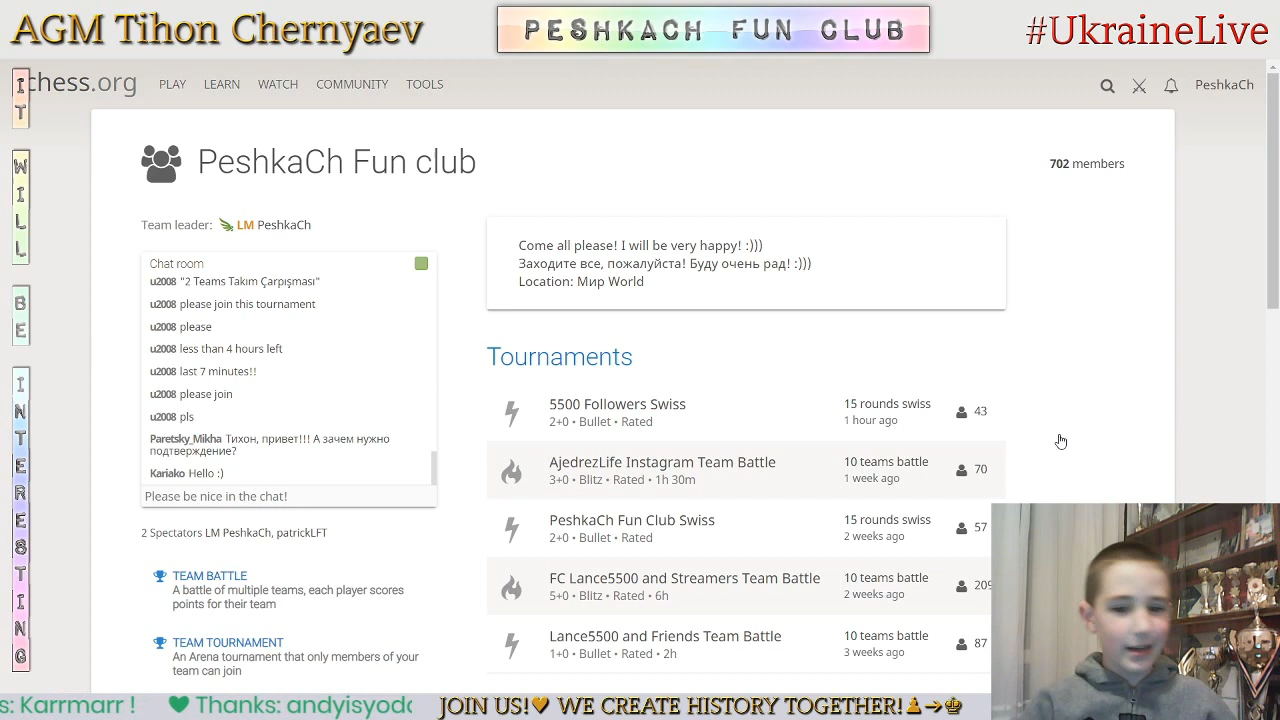 AGM Tihon Chernyaev
PESHKACH FUN CLUB
#UkraineLive
IT
WILL
BE
INTERESTING
chess.org
PLAY
LEARN
WATCH
COMMUNITY
TOOLS
PeshkaCh
PeshkaCh Fun club
702 members
Team leader: LM PeshkaCh
Chat room
u2008 "2 Teams Takım Çarpışması"
u2008 please join this tournament
u2008 please
u2008 less than 4 hours left
u2008 last 7 minutes!!
u2008 please join
u2008 pls
Paretsky_Mikha Тихон, привет!!! А зачем нужно
подтверждение?
Kariako Hello :)
Please be nice in the chat!
2 Spectators LM PeshkaCh, patrickLFT
TEAM BATTLE
A battle of multiple teams, each player scores
points for their team
TEAM TOURNAMENT
An Arena tournament that only members of your
team can join
Come all please! I will be very happy! :)))
Заходите все, пожалуйста! Буду очень рад! :)))
Location: Мир World
Tournaments
5500 Followers Swiss
2+0 • Bullet • Rated
15 rounds swiss
1 hour ago
43
AjedrezLife Instagram Team Battle
3+0 • Blitz • Rated • 1h 30m
10 teams battle
1 week ago
70
PeshkaCh Fun Club Swiss
2+0 • Bullet • Rated
15 rounds swiss
2 weeks ago
57
FC Lance5500 and Streamers Team Battle
5+0 • Blitz • Rated • 6h
10 teams battle
2 weeks ago
209
Lance5500 and Friends Team Battle
1+0 • Bullet • Rated • 2h
10 teams battle
3 weeks ago
87
s: Karrmarr !
Thanks: andyisyoda
JOIN US! WE CREATE HISTORY TOGETHER!